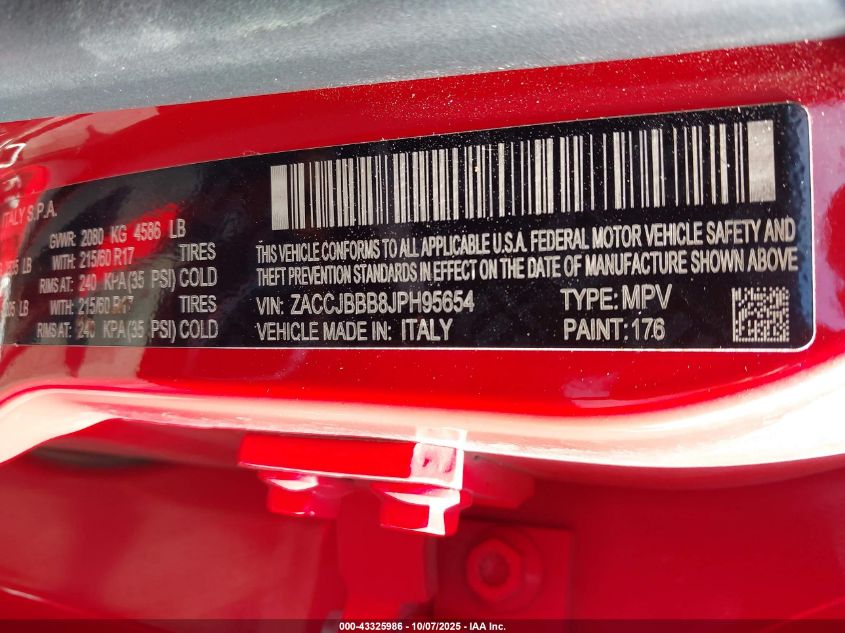 ITALY S.P.A.
GVWR: 2080 KG 4586 LB
LB WITH: 215/60 R17 TIRES
RIMS AT: 240 KPA(35 PSI) COLD
LB WITH: 215/60 R17 TIRES
RIMS AT: 240 KPA(35 PSI) COLD
THIS VEHICLE CONFORMS TO ALL APPLICABLE U.S.A. FEDERAL MOTOR VEHICLE SAFETY AND
THEFT PREVENTION STANDARDS IN EFFECT ON THE DATE OF MANUFACTURE SHOWN ABOVE
VIN: ZACCJBBB8JPH95654 TYPE: MPV
VEHICLE MADE IN: ITALY PAINT: 176
000-43325986 - 10/07/2025 - IAA Inc.